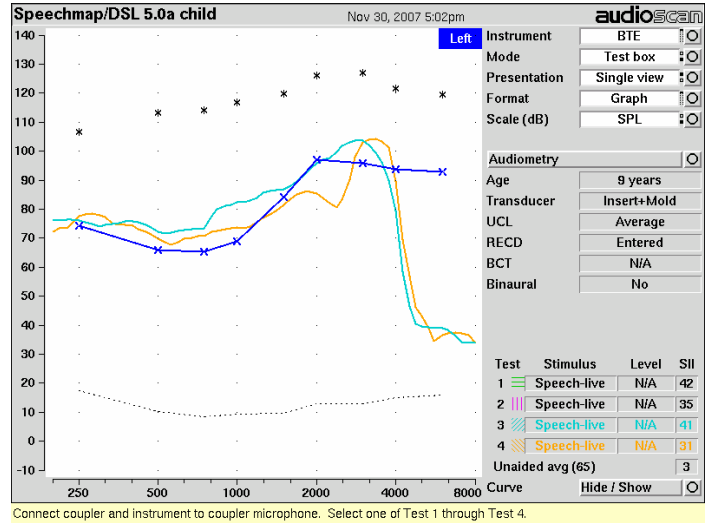 Speechmap/DSL 5.0a child Nov 30, 2007 5:02pm audioscan
Left
140
130
120
110
100
90
80
70
60
50
40
30
20
10
0
-10
250 500 1000 2000 4000 8000
Instrument BTE
Mode Test box
Presentation Single view
Format Graph
Scale (dB) SPL
Audiometry
Age 9 years
Transducer Insert+Mold
UCL Average
RECD Entered
BCT N/A
Binaural No
Test Stimulus Level SII
1 Speech-live N/A 42
2 Speech-live N/A 35
3 Speech-live N/A 41
4 Speech-live N/A 31
Unaided avg (65) 3
Curve Hide / Show
Connect coupler and instrument to coupler microphone. Select one of Test 1 through Test 4.